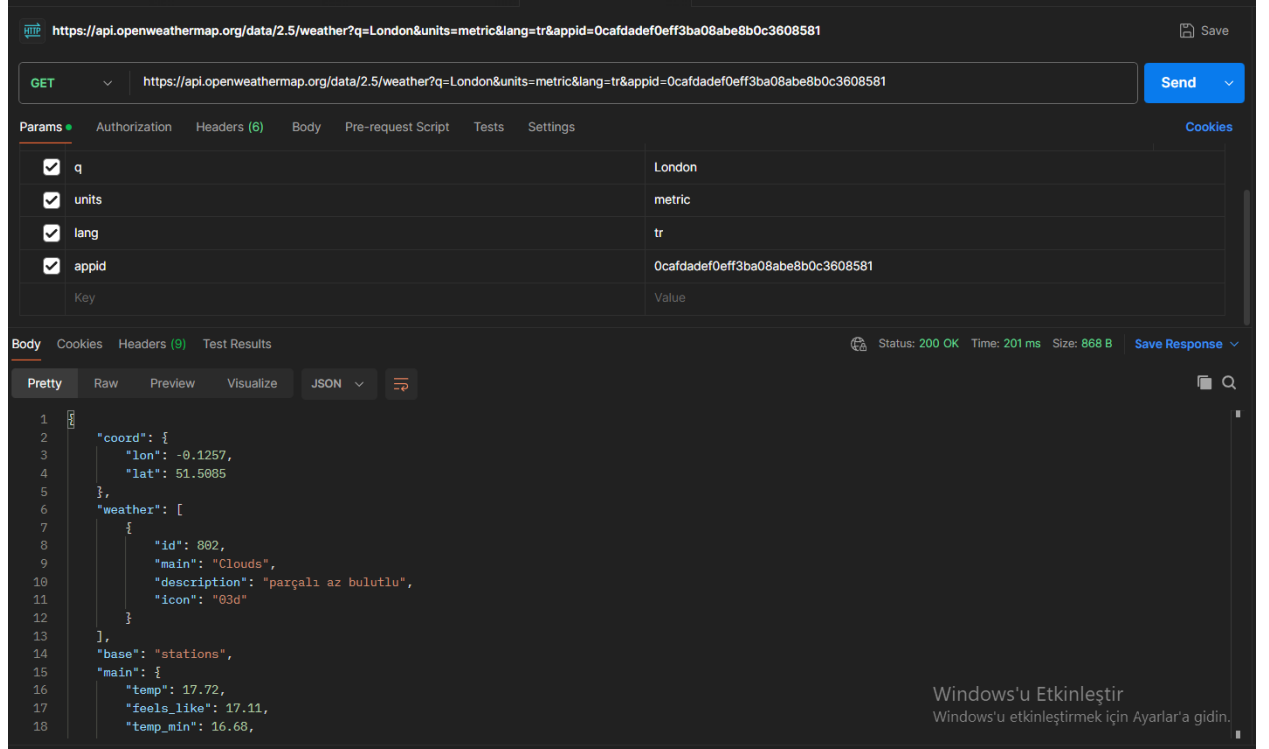 HTTP https://api.openweathermap.org/data/2.5/weather?q=London&units=metric&lang=tr&appid=0cafdadef0eff3ba08abe8b0c3608581 Save
GET https://api.openweathermap.org/data/2.5/weather?q=London&units=metric&lang=tr&appid=0cafdadef0eff3ba08abe8b0c3608581 Send
Params Authorization Headers (6) Body Pre-request Script Tests Settings Cookies
q London
units metric
lang tr
appid 0cafdadef0eff3ba08abe8b0c3608581
Key Value
Body Cookies Headers (9) Test Results Status: 200 OK Time: 201 ms Size: 868 B Save Response
Pretty Raw Preview Visualize JSON
1 {
2 "coord": {
3 "lon": -0.1257,
4 "lat": 51.5085
5 },
6 "weather": [
7 {
8 "id": 802,
9 "main": "Clouds",
10 "description": "parçalı az bulutlu",
11 "icon": "03d"
12 }
13 ],
14 "base": "stations",
15 "main": {
16 "temp": 17.72,
17 "feels_like": 17.11,
18 "temp_min": 16.68,
Windows'u Etkinleştir
Windows'u etkinleştirmek için Ayarlar'a gidin.